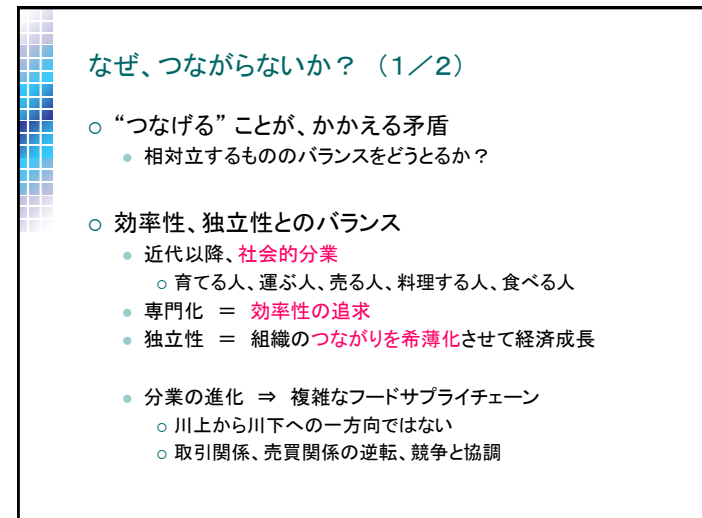 なぜ、つながらないか？（１／２）
“つなげる” ことが、かかえる矛盾
相対立するもののバランスをどうとるか？
効率性、独立性とのバランス
近代以降、社会的分業
育てる人、運ぶ人、売る人、料理する人、食べる人
専門化 ＝ 効率性の追求
独立性 ＝ 組織のつながりを希薄化させて経済成長
分業の進化 ⇒ 複雑なフードサプライチェーン
川上から川下への一方向ではない
取引関係、売買関係の逆転、競争と協調